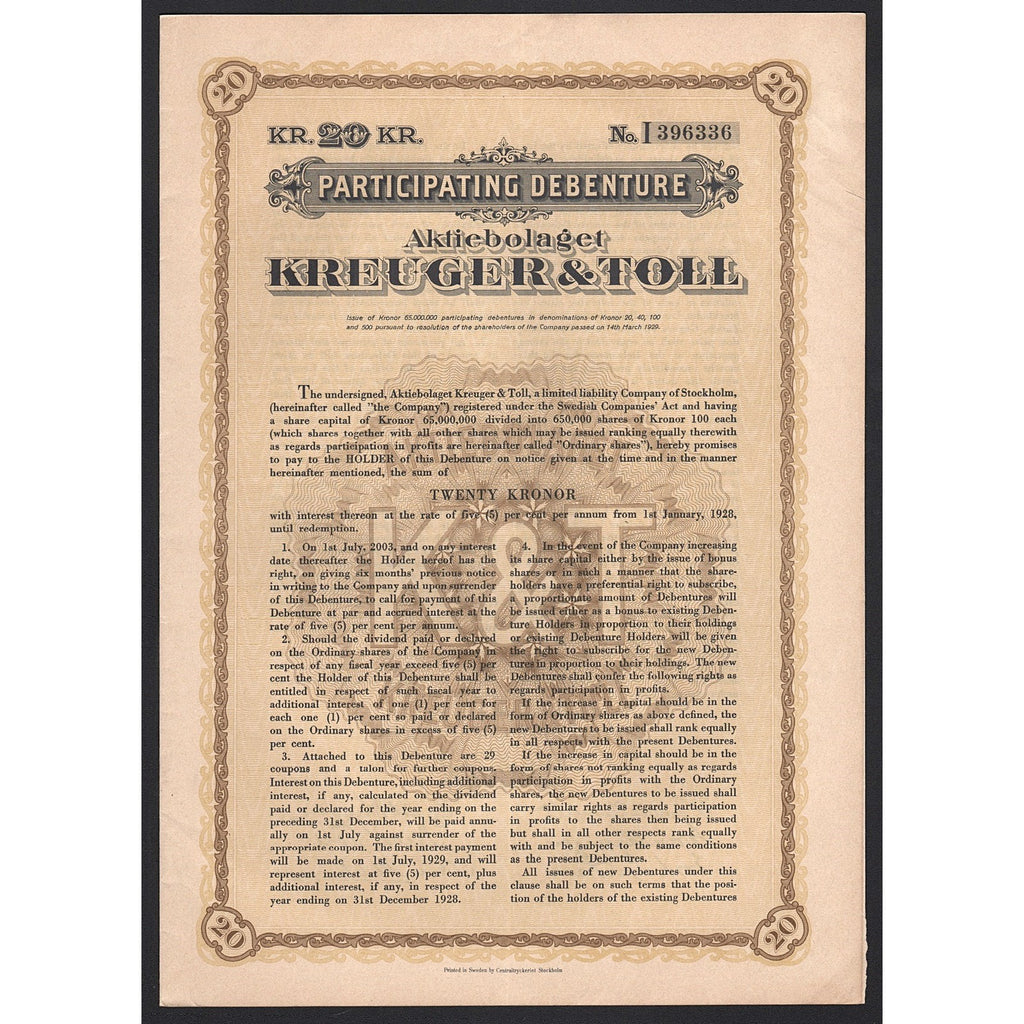 20
20
KR. 20 KR.
No. I 396336
PARTICIPATING DEBENTURE
Aktiebolaget
KREUGER & TOLL
Issue of Kronor 65.000.000 participating debentures in denominations of Kronor 20, 40, 100
and 500 pursuant to resolution of the shareholders of the Company passed on 14th March 1929.
The undersigned, Aktiebolaget Kreuger & Toll, a limited liability Company of Stockholm,
(hereinafter called "the Company") registered under the Swedish Companies' Act and having
a share capital of Kronor 65,000,000 divided into 650,000 shares of Kronor 100 each
(which shares together with all other shares which may be issued ranking equally therewith
as regards participation in profits are hereinafter called "Ordinary shares"), hereby promises
to pay to the HOLDER of this Debenture on notice given at the time and in the manner
hereinafter mentioned, the sum of
TWENTY KRONOR
with interest thereon at the rate of five (5) per cent per annum from 1st January, 1928,
until redemption.
1. On 1st July, 2003, and on any interest
date thereafter the Holder hereof has the
right, on giving six months' previous notice
in writing to the Company and upon surrender
of this Debenture, to call for payment of this
Debenture at par and accrued interest at the
rate of five (5) per cent per annum.
2. Should the dividend paid or declared
on the Ordinary shares of the Company in
respect of any fiscal year exceed five (5) per
cent the Holder of this Debenture shall be
entitled in respect of such fiscal year to
additional interest of one (1) per cent for
each one (1) per cent so paid or declared
on the Ordinary shares in excess of five (5)
per cent.
3. Attached to this Debenture are 29
coupons and a talon for further coupons.
Interest on this Debenture, including additional
interest, if any, calculated on the dividend
paid or declared for the year ending on the
preceding 31st December, will be paid annu-
ally on 1st July against surrender of the
appropriate coupon. The first interest payment
will be made on 1st July, 1929, and will
represent interest at five (5) per cent, plus
additional interest, if any, in respect of the
year ending on 31st December 1928.
4. In the event of the Company increasing
its share capital either by the issue of bonus
shares or in such a manner that the share-
holders have a preferential right to subscribe,
a proportionate amount of Debentures will
be issued either as a bonus to existing Deben-
ture Holders in proportion to their holdings
or existing Debenture Holders will be given
the right to subscribe for the new Deben-
tures in proportion to their holdings. The new
Debentures shall confer the following rights as
regards participation in profits.
If the increase in capital should be in the
form of Ordinary shares as above defined, the
new Debentures to be issued shall rank equally
in all respects with the present Debentures.
If the increase in capital should be in the
form of shares not ranking equally as regards
participation in profits with the Ordinary
shares, the new Debentures to be issued shall
carry similar rights as regards participation
in profits to the shares then being issued
but shall in all other respects rank equally
with and be subject to the same conditions
as the present Debentures.
All issues of new Debentures under this
clause shall be on such terms that the posi-
tion of the holders of the existing Debentures
K&T
20
20
Printed in Sweden by Centraltryckeriet Stockholm